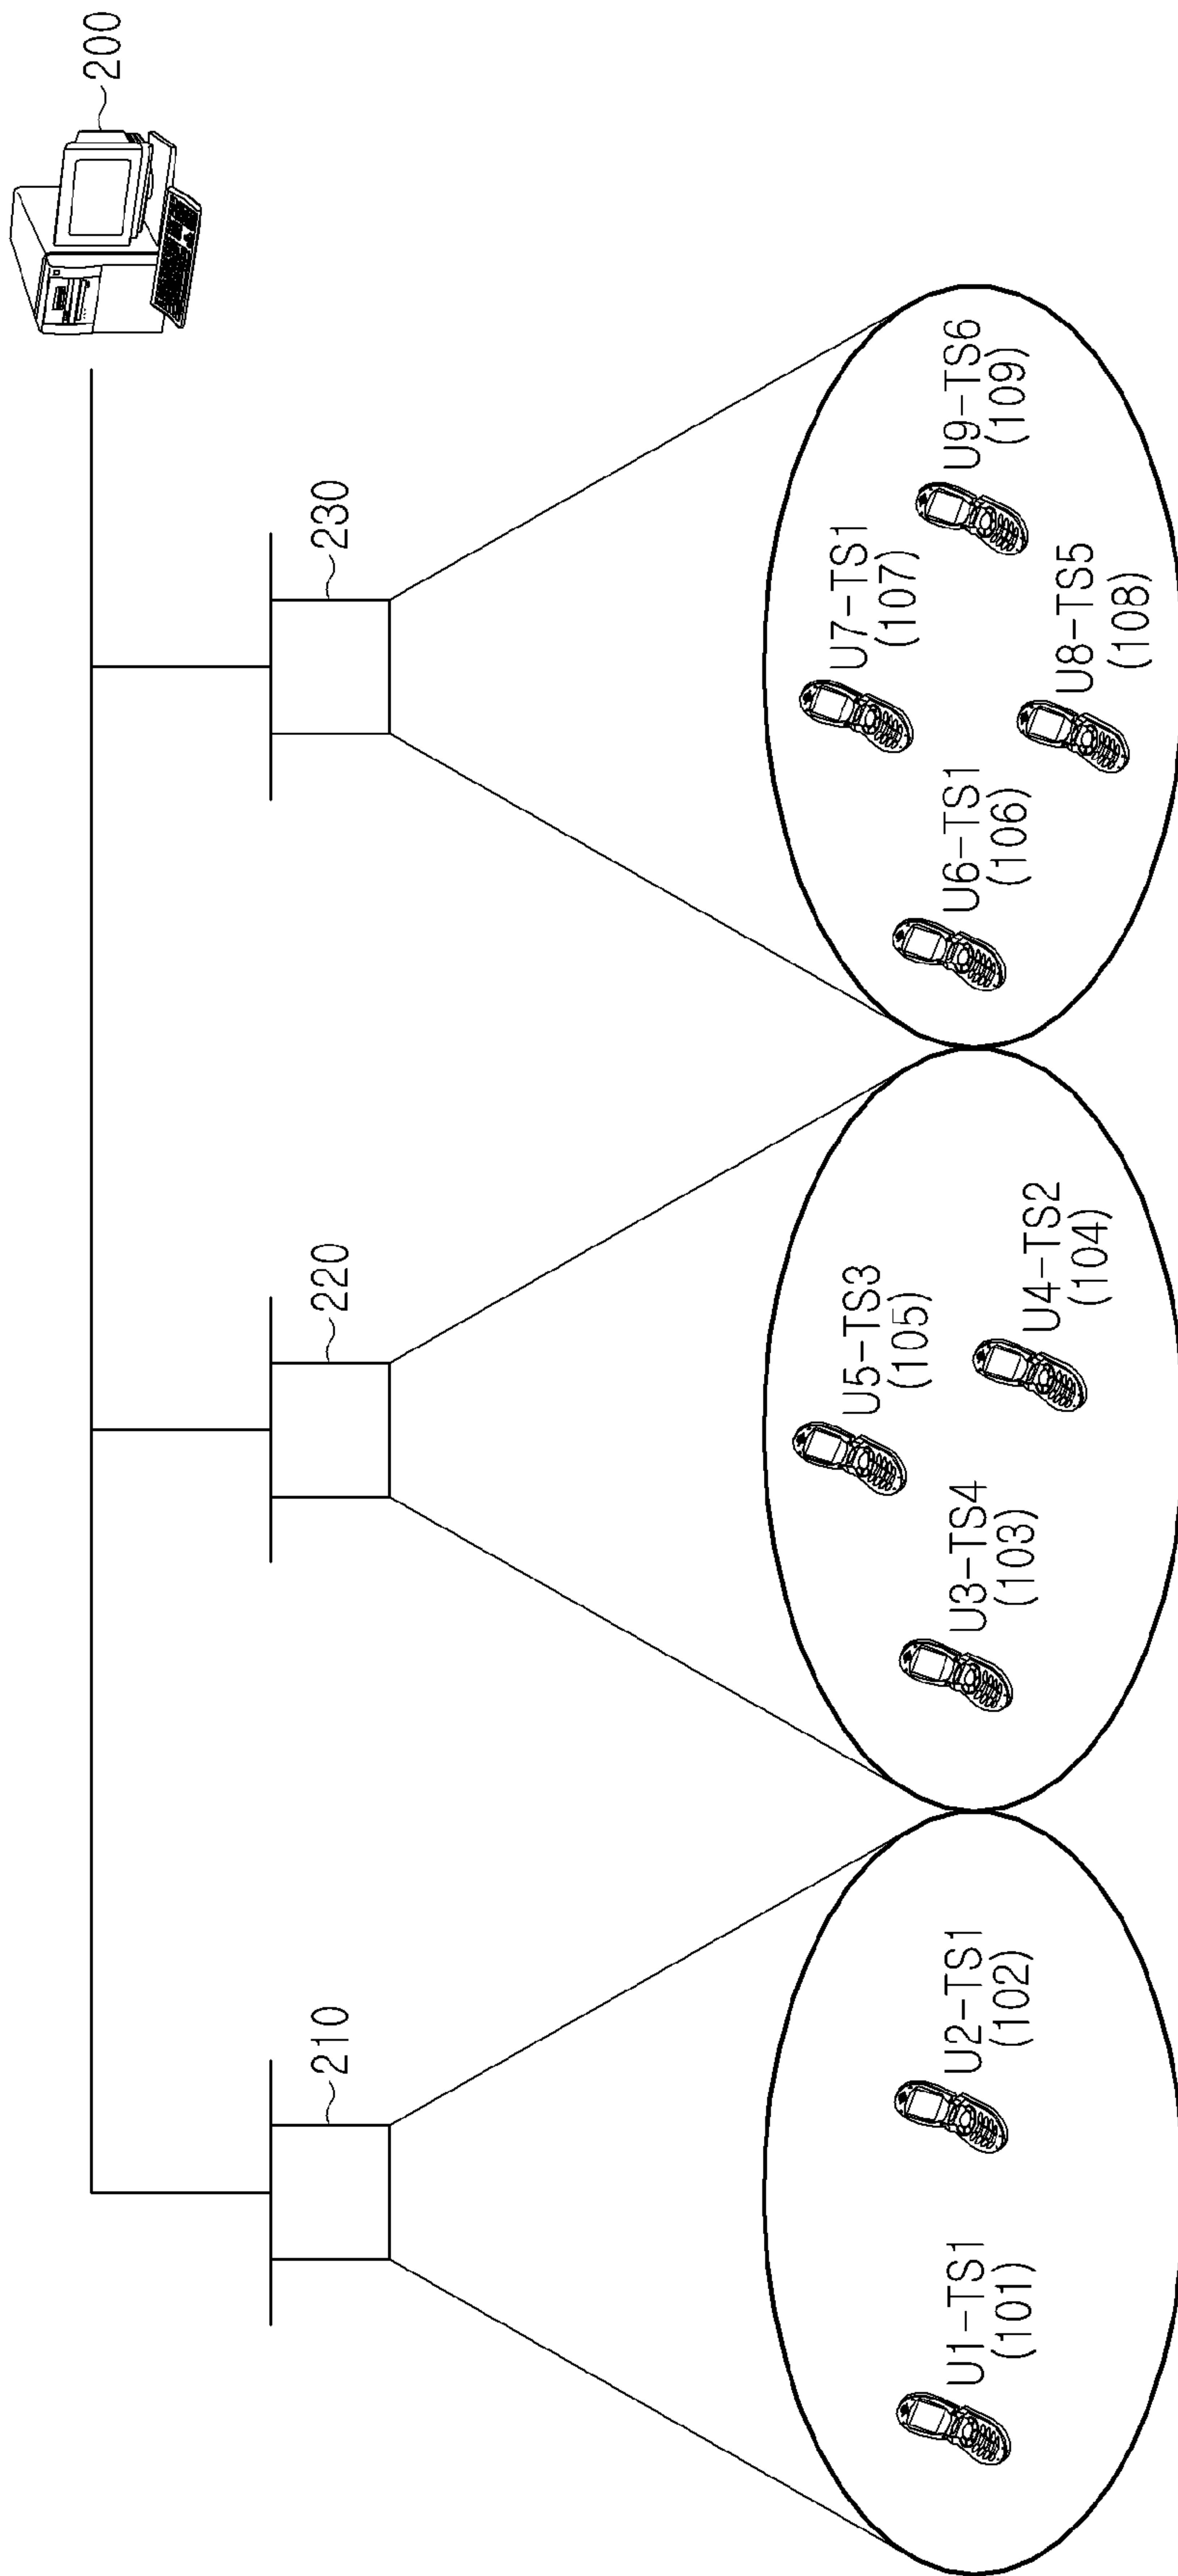 200
210
220
230
U1-TS1
(101)
U2-TS1
(102)
U3-TS4
(103)
U5-TS3
(105)
U4-TS2
(104)
U6-TS1
(106)
U7-TS1
(107)
U8-TS5
(108)
U9-TS6
(109)